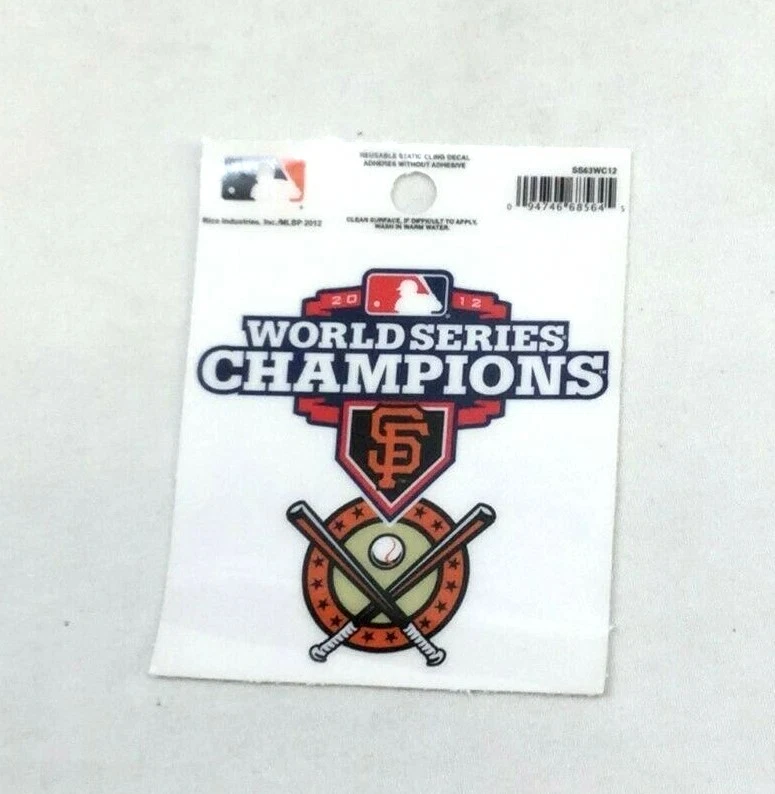 REUSABLE STATIC CLING DECAL
ADHERES WITHOUT ADHESIVE
SS63WC12
0 94746 68564 5
Rico Industries, Inc./MLBP 2012
CLEAN SURFACE, IF DIFFICULT TO APPLY,
WASH IN WARM WATER.
20 12
WORLD SERIES
CHAMPIONS
SF